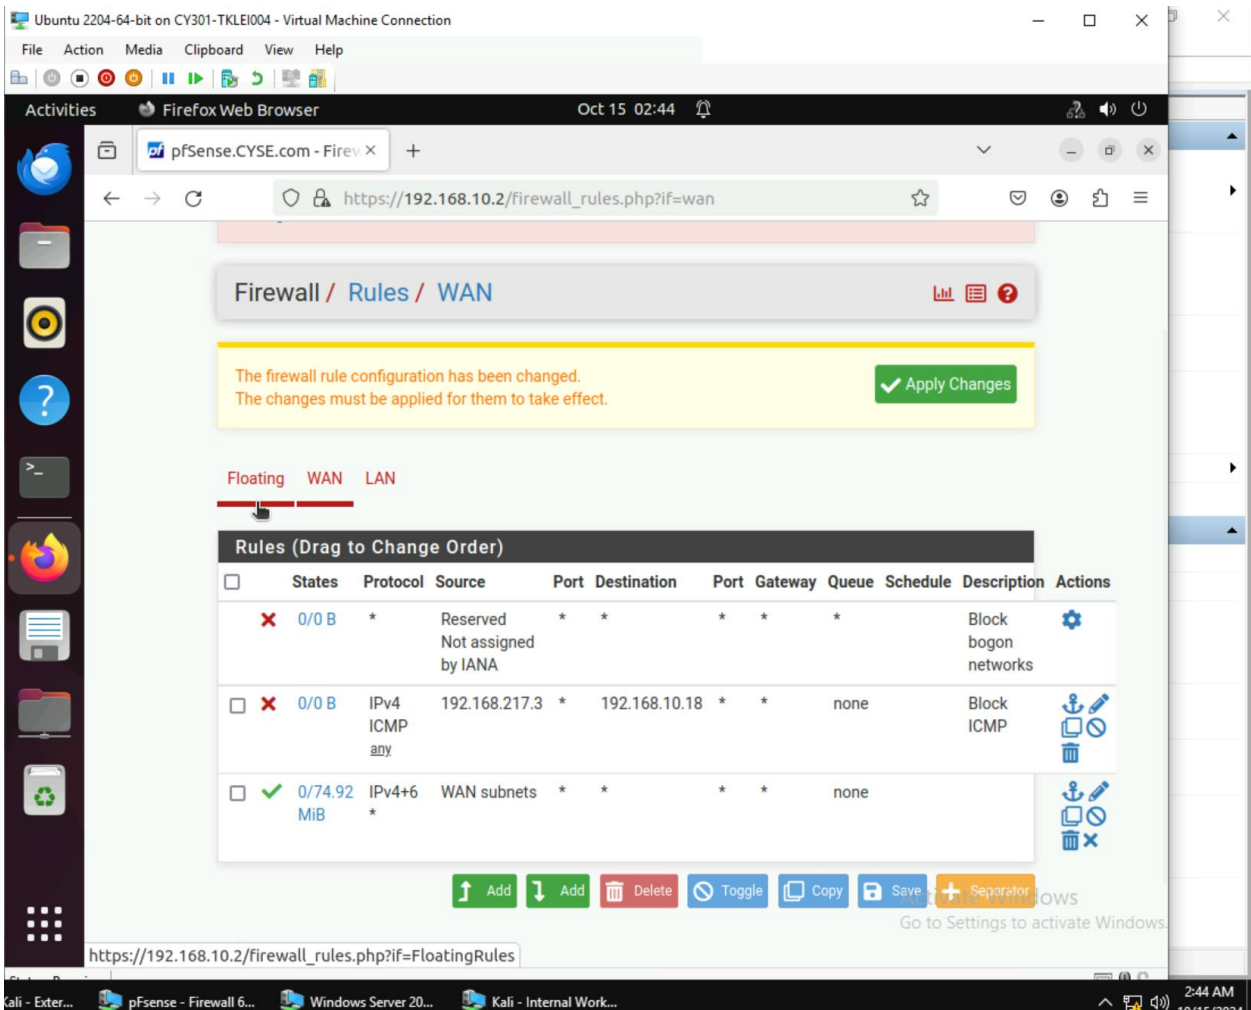 Ubuntu 2204-64-bit on CY301-TKLEI004 - Virtual Machine Connection
File Action Media Clipboard View Help
Activities Firefox Web Browser Oct 15 02:44
pfSense.CYSE.com - Firew
https://192.168.10.2/firewall_rules.php?if=wan
Firewall / Rules / WAN
The firewall rule configuration has been changed.
The changes must be applied for them to take effect.
Apply Changes
Floating WAN LAN
Rules (Drag to Change Order)
States Protocol Source Port Destination Port Gateway Queue Schedule Description Actions
0/0 B * Reserved * * * * * Block
Not assigned bogon
by IANA networks
0/0 B IPv4 192.168.217.3 * 192.168.10.18 * * none Block
ICMP ICMP
any
0/74.92 IPv4+6 WAN subnets * * * * none
MiB *
Add Add Delete Toggle Copy Save Separator
Activate Windows
Go to Settings to activate Windows.
https://192.168.10.2/firewall_rules.php?if=FloatingRules
Kali - Exter... pFsense - Firewall 6... Windows Server 20... Kali - Internal Work... 2:44 AM